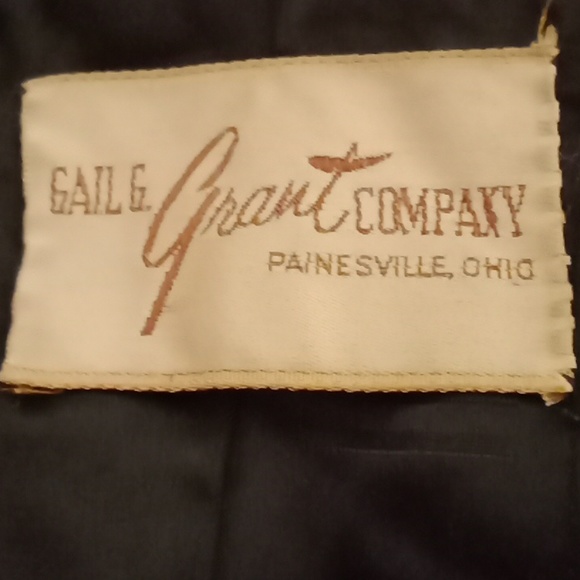 GAIL G. Grant COMPANY
PAINESVILLE, OHIO